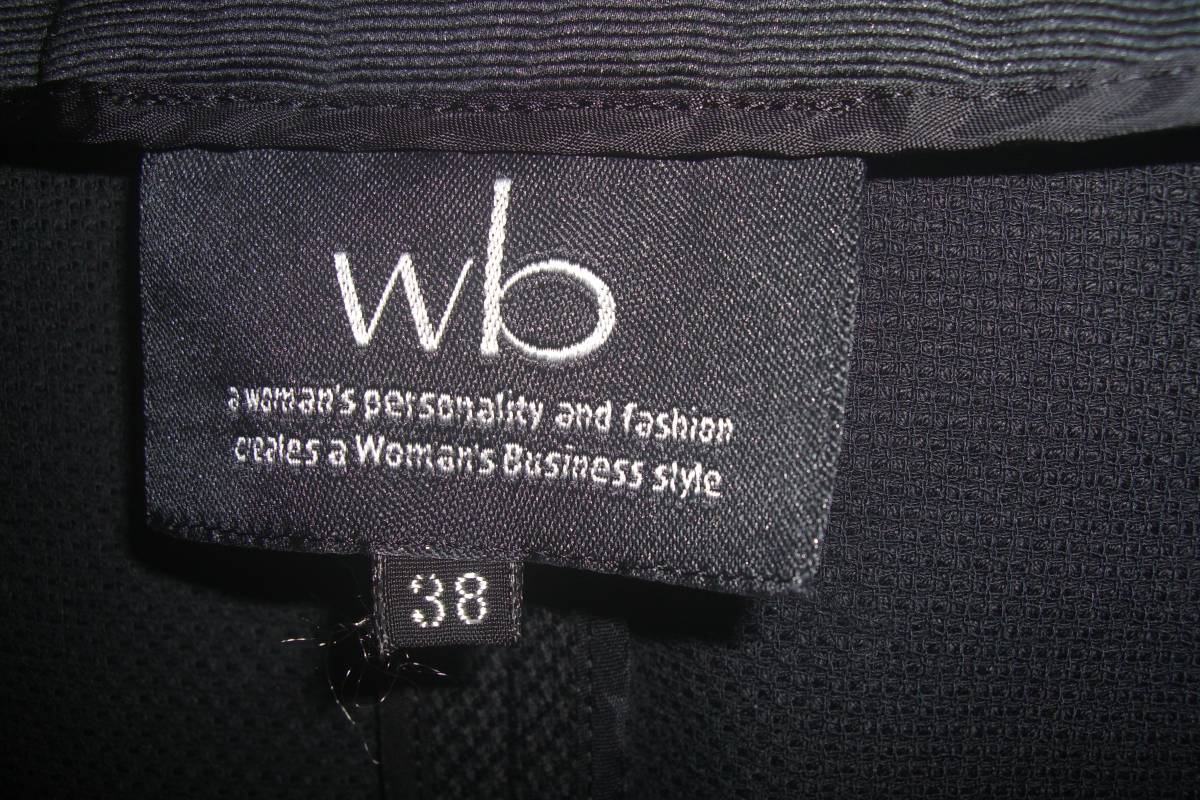 wb
a woman's personality and fashion
creates a Woman's Business style
38